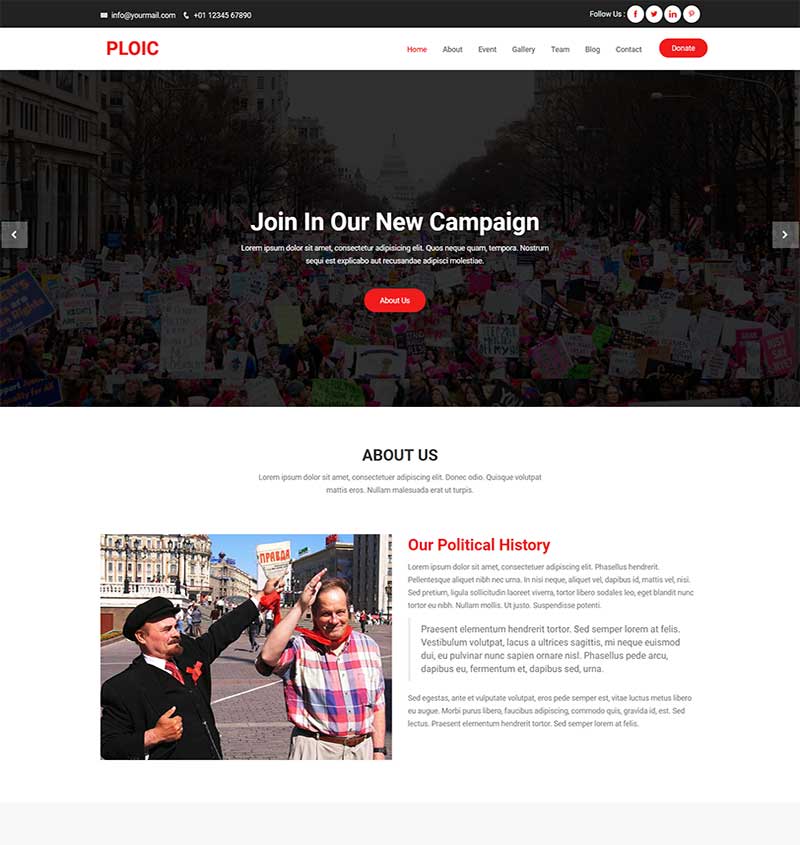 info@yourmail.com +01 12345 67890 Follow Us :
PLOIC Home About Event Gallery Team Blog Contact Donate
Join In Our New Campaign
Lorem ipsum dolor sit amet, consectetur adipisicing elit. Quos neque quam, tempora. Nostrum
sequi est explicabo aut recusandae adipisci molestiae.
About Us
ABOUT US
Lorem ipsum dolor sit amet, consectetuer adipiscing elit. Donec odio. Quisque volutpat
mattis eros. Nullam malesuada erat ut turpis.
ПРАВДА
Our Political History
Lorem ipsum dolor sit amet, consectetuer adipiscing elit. Phasellus hendrerit.
Pellentesque aliquet nibh nec urna. In nisi neque, aliquet vel, dapibus id, mattis vel, nisi.
Sed pretium, ligula sollicitudin laoreet viverra, tortor libero sodales leo, eget blandit nunc
tortor eu nibh. Nullam mollis. Ut justo. Suspendisse potenti.
Praesent elementum hendrerit tortor. Sed semper lorem at felis.
Vestibulum volutpat, lacus a ultrices sagittis, mi neque euismod
dui, eu pulvinar nunc sapien ornare nisl. Phasellus pede arcu,
dapibus eu, fermentum et, dapibus sed, urna.
Sed egestas, ante et vulputate volutpat, eros pede semper est, vitae luctus metus libero
eu augue. Morbi purus libero, faucibus adipiscing, commodo quis, gravida id, est. Sed
lectus. Praesent elementum hendrerit tortor. Sed semper lorem at felis.